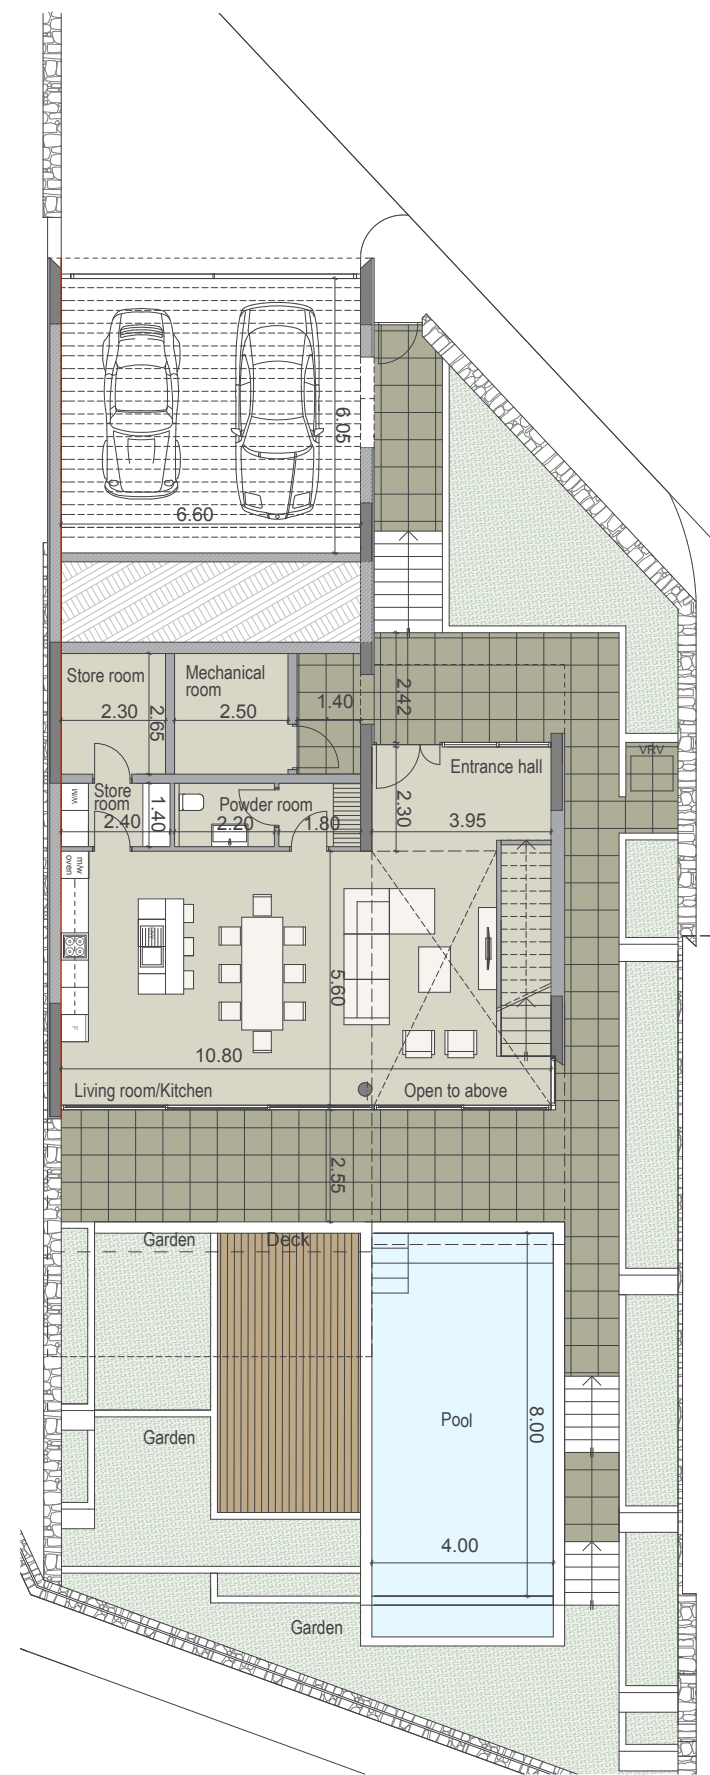 6.05
6.60
Store room
Mechanical
room
2.30
2.65
2.50
1.40
2.42
VRV
Entrance hall
W/W
Store
room
1.40
2.40
Powder room
2.20
1.80
2.30
3.95
m/w
oven
5.60
10.80
F
Living room/Kitchen
Open to above
2.55
Garden
Deck
Garden
Pool
8.00
4.00
Garden